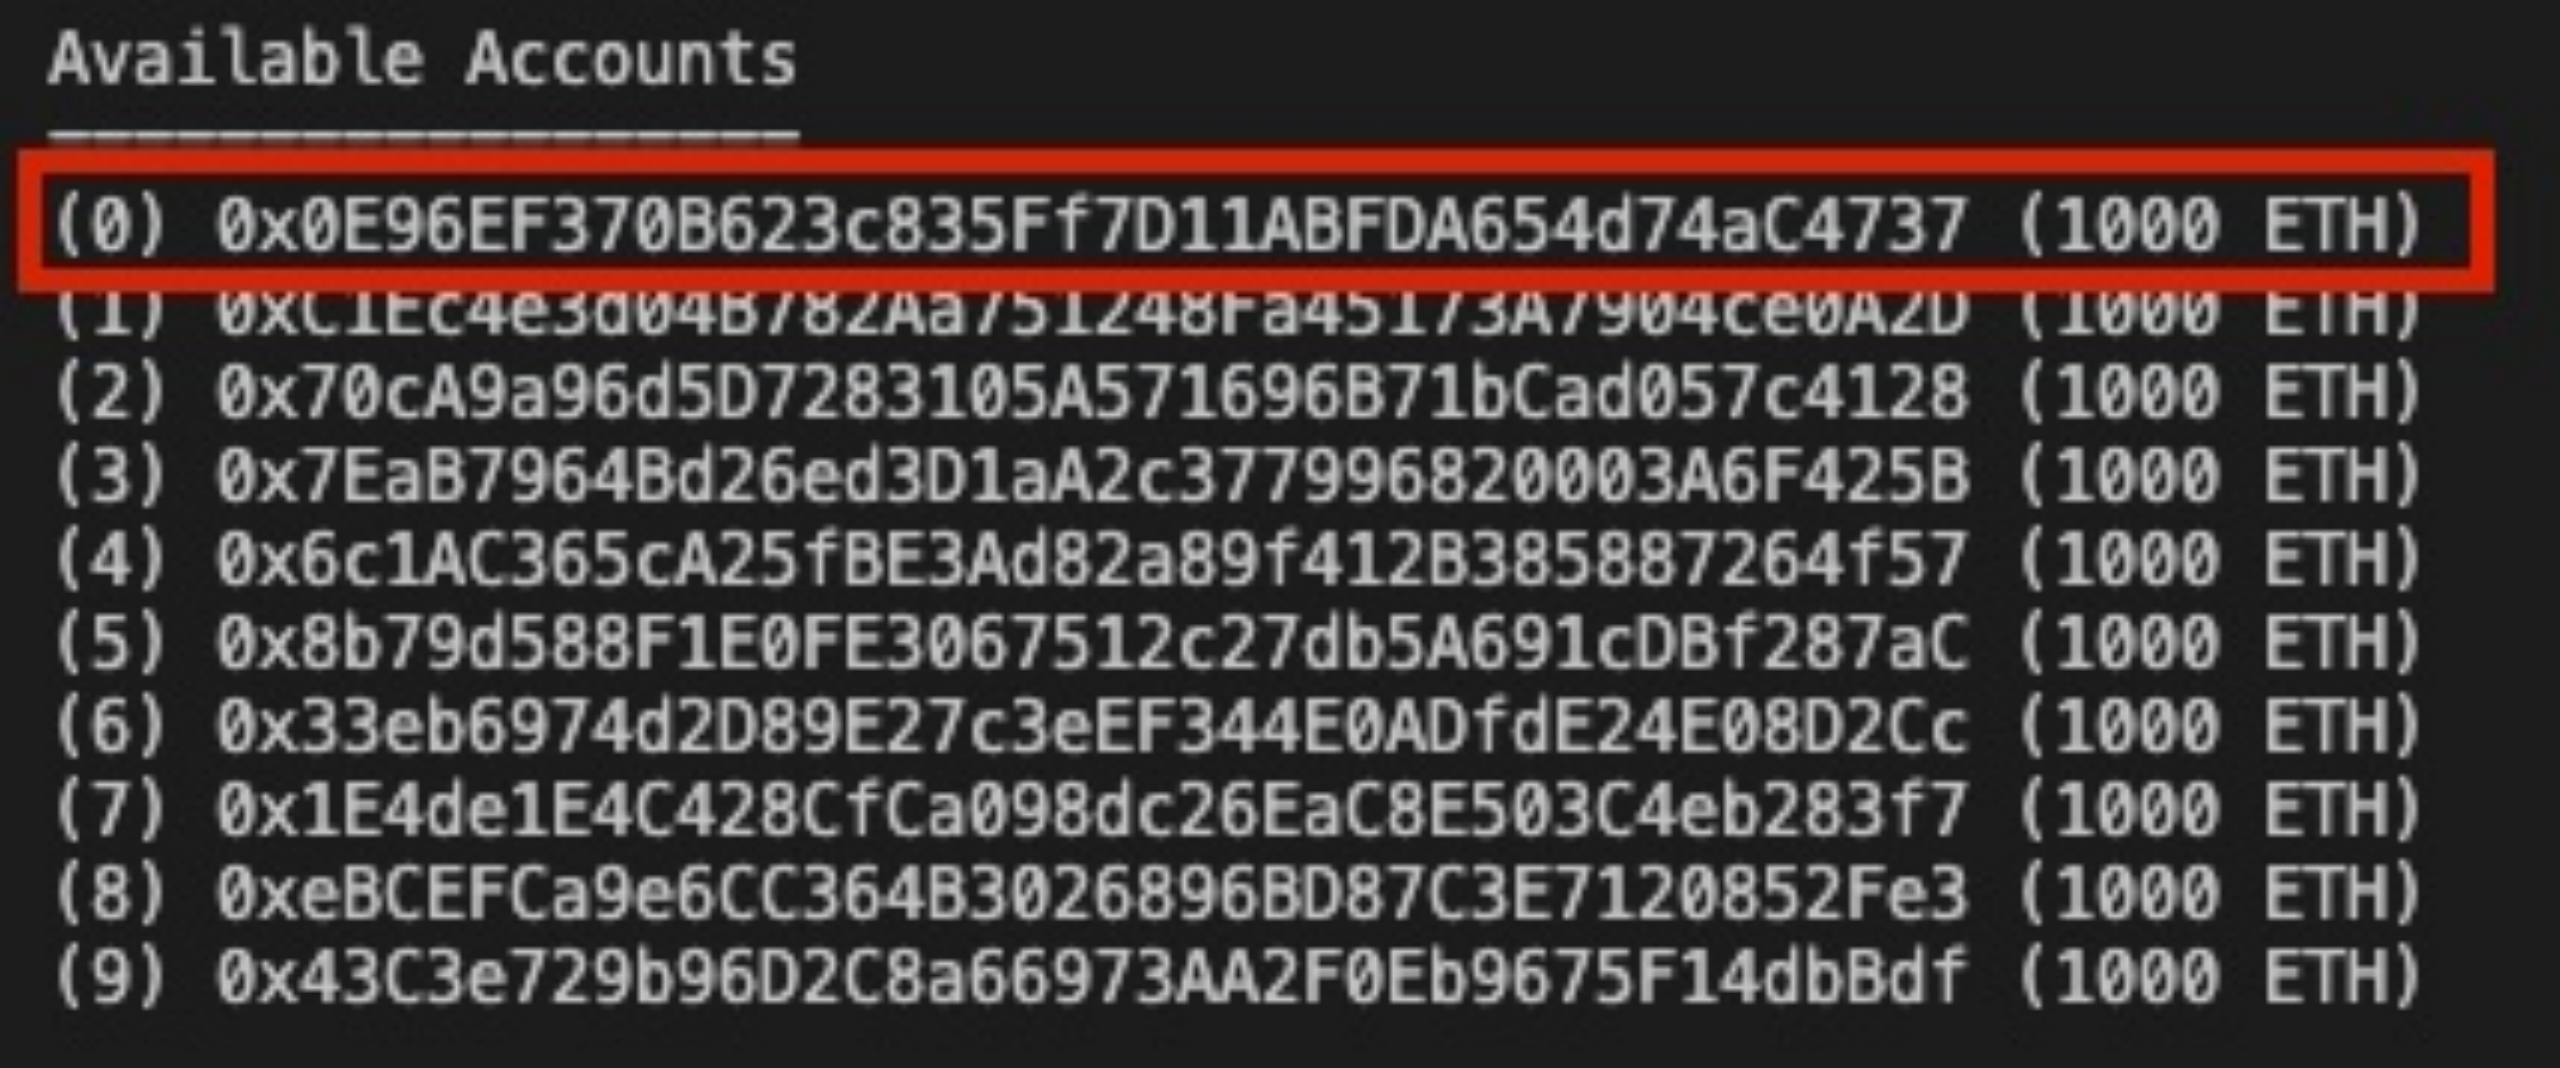 Available Accounts
==================
(0) 0x0E96EF370B623c835Ff7D11ABFDA654d74aC4737 (1000 ETH)
(1) 0xC1Ec4e3d04B782Aa751248Fa45173A7904ce0A2D (1000 ETH)
(2) 0x70cA9a96d5D7283105A571696B71bCad057c4128 (1000 ETH)
(3) 0x7EaB7964Bd26ed3D1aA2c377996820003A6F425B (1000 ETH)
(4) 0x6c1AC365cA25fBE3Ad82a89f412B385887264f57 (1000 ETH)
(5) 0x8b79d588F1E0FE3067512c27db5A691cDBf287aC (1000 ETH)
(6) 0x33eb6974d2D89E27c3eEF344E0ADfdE24E08D2Cc (1000 ETH)
(7) 0x1E4de1E4C428CfCa098dc26EaC8E503C4eb283f7 (1000 ETH)
(8) 0xeBCEFCa9e6CC364B3026896BD87C3E7120852Fe3 (1000 ETH)
(9) 0x43C3e729b96D2C8a66973AA2F0Eb9675F14dbBdf (1000 ETH)